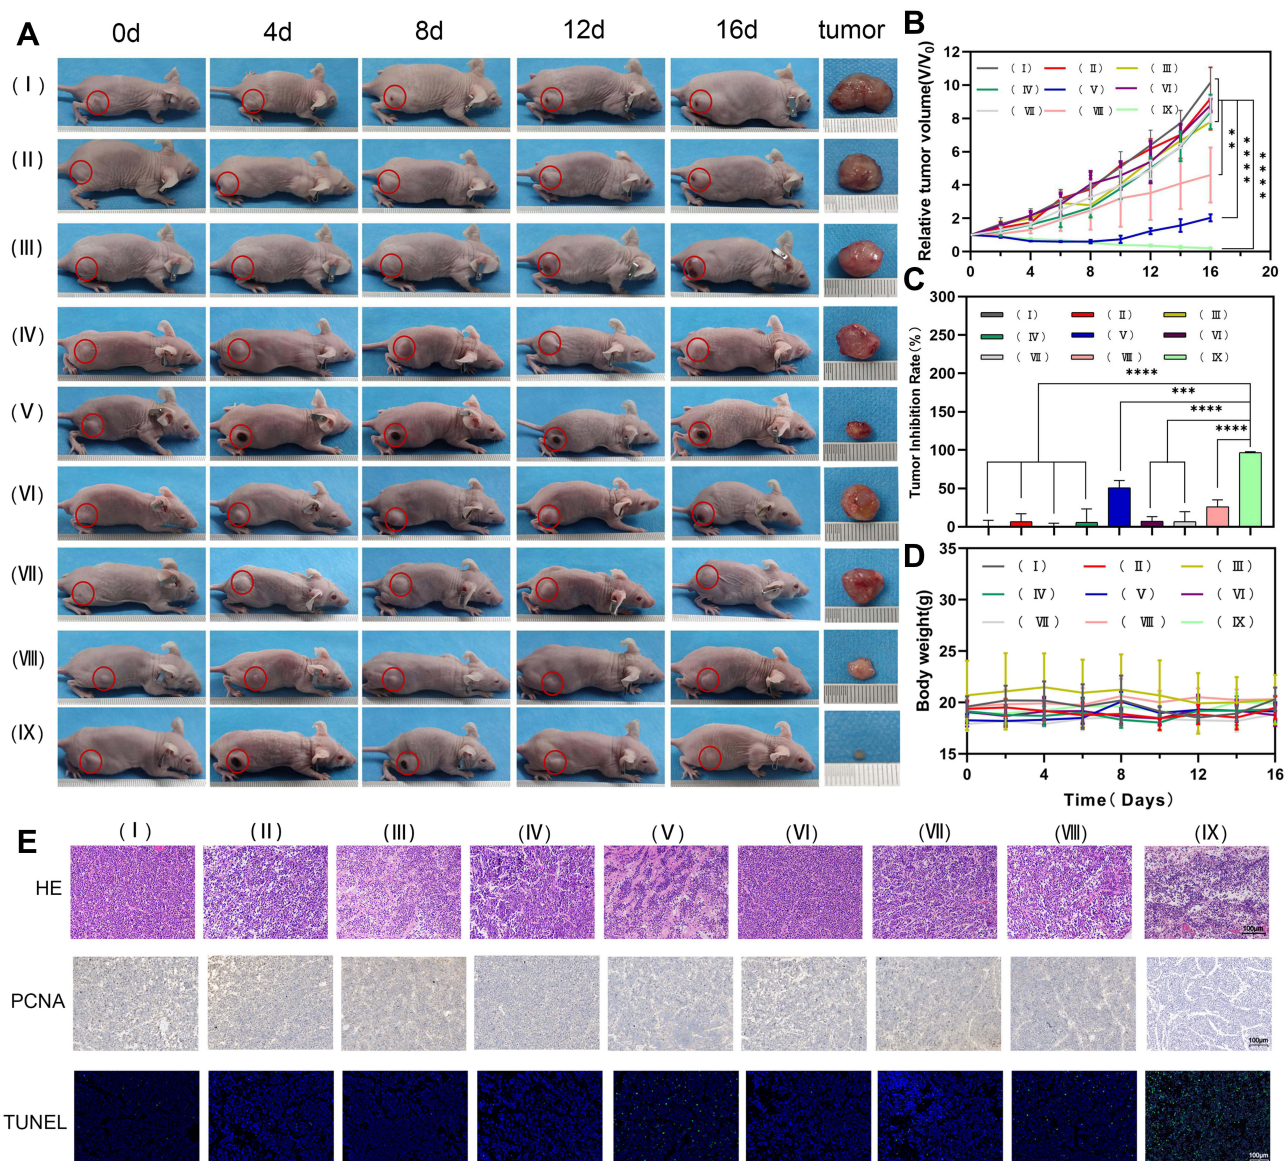 A
0d 4d 8d 12d 16d tumor
(Ⅰ)
(Ⅱ)
(Ⅲ)
(Ⅳ)
(Ⅴ)
(Ⅵ)
(Ⅶ)
(Ⅷ)
(Ⅸ)
B
Relative tumor volume(V/V0)
12
10
8
6
4
2
0
(Ⅰ) (Ⅱ) (Ⅲ)
(Ⅳ) (Ⅴ) (Ⅵ)
(Ⅶ) (Ⅷ) (Ⅸ)
**
****
****
0 4 8 12 16 20
C
Tumor Inhibition Rate(%)
300
250
200
150
100
50
0
(Ⅰ) (Ⅱ) (Ⅲ)
(Ⅳ) (Ⅴ) (Ⅵ)
(Ⅶ) (Ⅷ) (Ⅸ)
****
***
****
****
D
Body weight(g)
35
30
25
20
15
(Ⅰ) (Ⅱ) (Ⅲ)
(Ⅳ) (Ⅴ) (Ⅵ)
(Ⅶ) (Ⅷ) (Ⅸ)
0 4 8 12 16
Time( Days)
E
(Ⅰ) (Ⅱ) (Ⅲ) (Ⅳ) (Ⅴ) (Ⅵ) (Ⅶ) (Ⅷ) (Ⅸ)
HE
100μm
PCNA
100μm
TUNEL
100μm